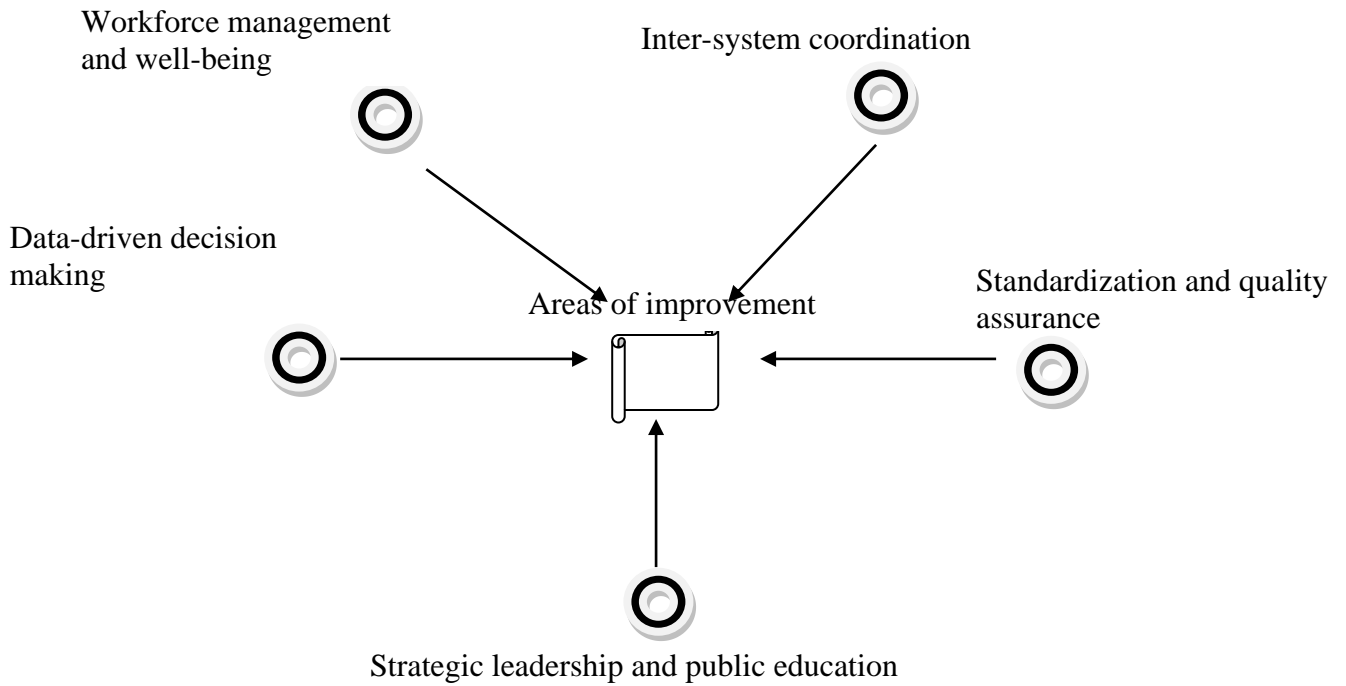 Workforce management
and well-being
Inter-system coordination
Data-driven decision
making
Areas of improvement
Standardization and quality
assurance
Strategic leadership and public education